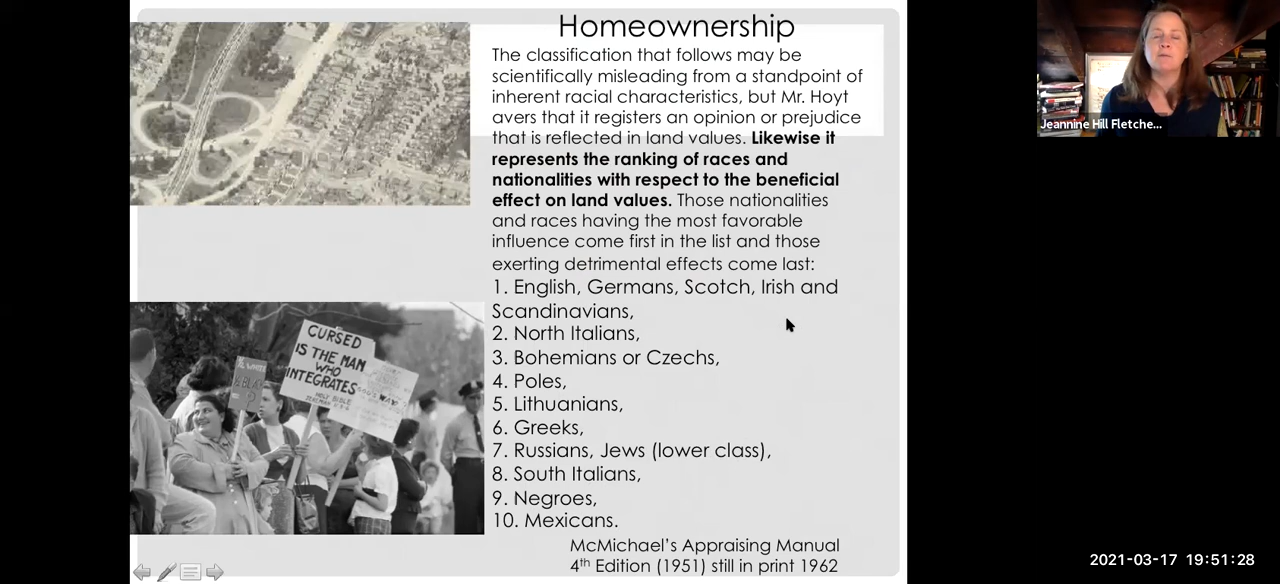 Homeownership
The classification that follows may be
scientifically misleading from a standpoint of
inherent racial characteristics, but Mr. Hoyt
avers that it registers an opinion or prejudice
that is reflected in land values. Likewise it
represents the ranking of races and
nationalities with respect to the beneficial
effect on land values. Those nationalities
and races having the most favorable
influence come first in the list and those
exerting detrimental effects come last:
1. English, Germans, Scotch, Irish and
Scandinavians,
2. North Italians,
3. Bohemians or Czechs,
4. Poles,
5. Lithuanians,
6. Greeks,
7. Russians, Jews (lower class),
8. South Italians,
9. Negroes,
10. Mexicans.
McMichael's Appraising Manual
4th Edition (1951) still in print 1962
CURSED
IS THE MAN
WHO
INTEGRATES
HOLY BIBLE
Jeannine Hill Fletche...
2021-03-17 19:51:28